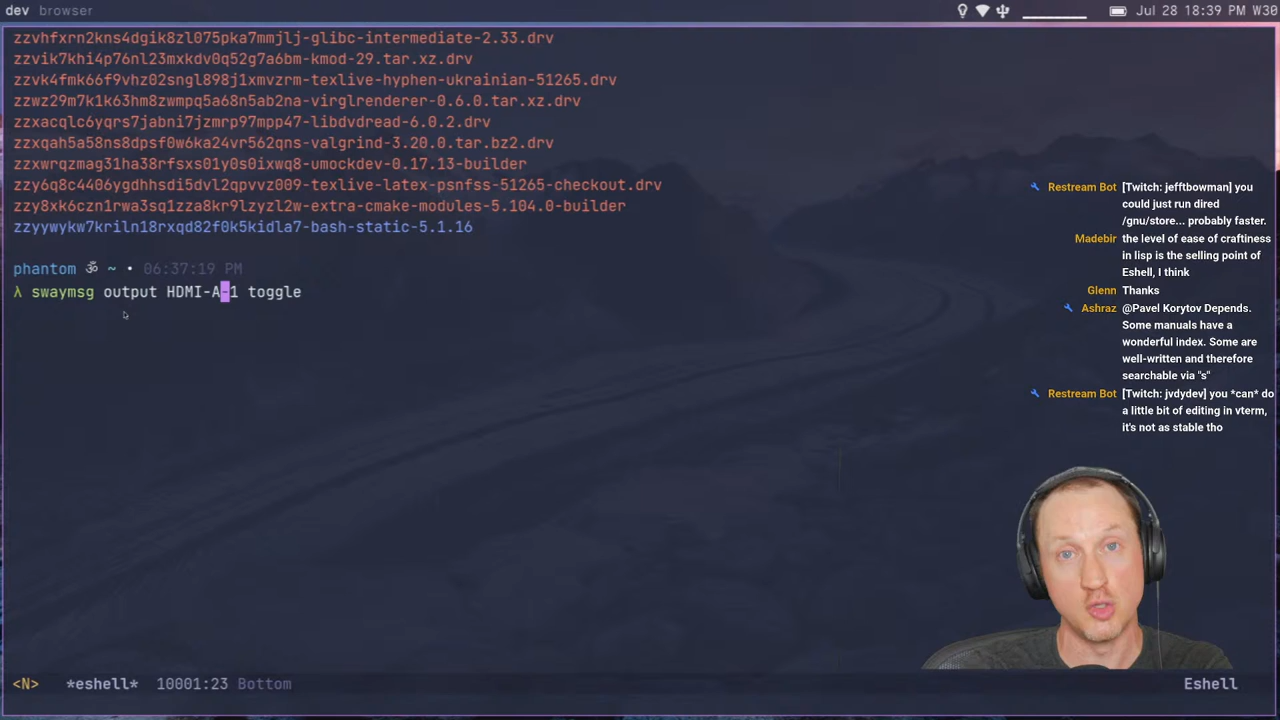 dev browser Jul 28 18:39 PM W30
zzvhfxrn2kns4dgik8zl075pka7mmjlj-glibc-intermediate-2.33.drv
zzvik7khi4p76nl23mxkdv0q52g7a6bm-kmod-29.tar.xz.drv
zzvk4fmk66f9vhz02sngl898j1xmvzrm-texlive-hyphen-ukrainian-51265.drv
zzwz29m7k1k63hm8zwmpq5a68n5ab2na-virglrenderer-0.6.0.tar.xz.drv
zzxacqlc6yqrs7jabni7jzmrp97mpp47-libdvdread-6.0.2.drv
zzxqah5a58ns8dpsf0w6ka24vr562qns-valgrind-3.20.0.tar.bz2.drv
zzxwrqzmag31ha38rfsxs01y0s0ixwq8-umockdev-0.17.13-builder
zzy6q8c4406ygdhhsdi5dvl2qpvvz009-texlive-latex-psnfss-51265-checkout.drv
zzy8xk6czn1rwa3sq1zza8kr9lzyzl2w-extra-cmake-modules-5.104.0-builder
zzyywykw7kriln18rxqd82f0k5kidla7-bash-static-5.1.16
phantom ॐ ~ • 06:37:19 PM
λ swaymsg output HDMI-A-1 toggle
Restream Bot [Twitch: jefftbowman] you
could just run dired
/gnu/store... probably faster.
Madebir the level of ease of craftiness
in lisp is the selling point of
Eshell, I think
Glenn Thanks
Ashraz @Pavel Korytov Depends.
Some manuals have a
wonderful index. Some are
well-written and therefore
searchable via "s"
Restream Bot [Twitch: jvdydev] you *can* do
a little bit of editing in vterm,
it's not as stable tho
<N> *eshell* 10001:23 Bottom Eshell